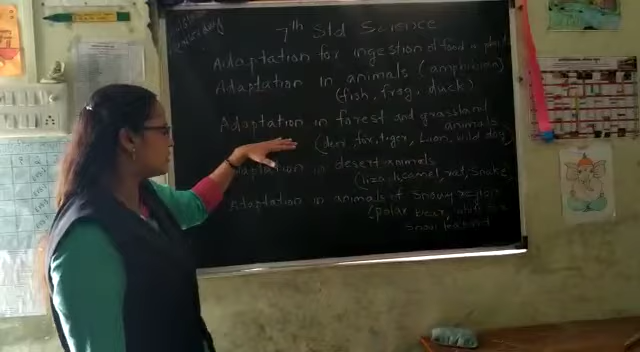 7th Std Science
Adaptation for ingestion of food in plants
Adaptation in animals (amphibian)
(fish, frog, duck)
Adaptation in forest and grassland
animals
(deer, fox, tiger, Lion, wild dog)
Adaptation in desert animals
(lizard, camel, rat, snake
Adaptation in animals of snowy region
(polar bear,
snow